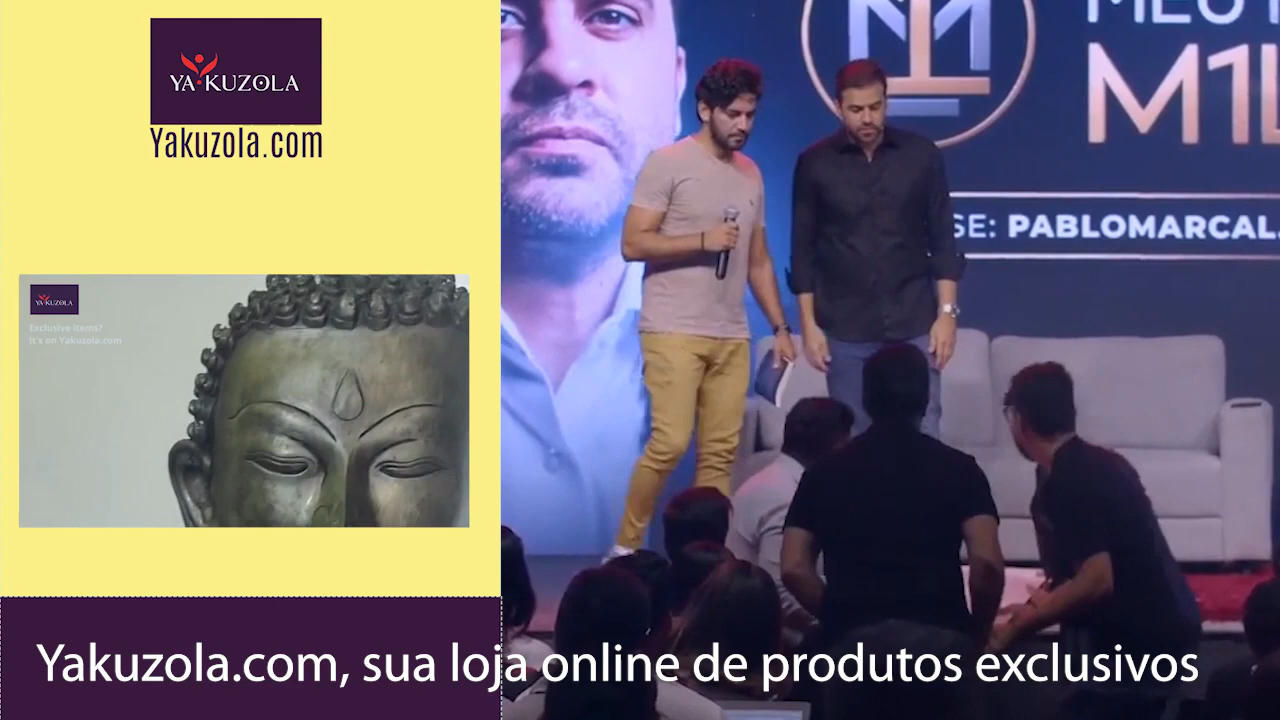 YAKUZOLA
Yakuzola.com
YAKUZOLA
Exclusive items?
It's on Yakuzola.com
M1
SE: PABLOMARCAL.
Yakuzola.com, sua loja online de produtos exclusivos